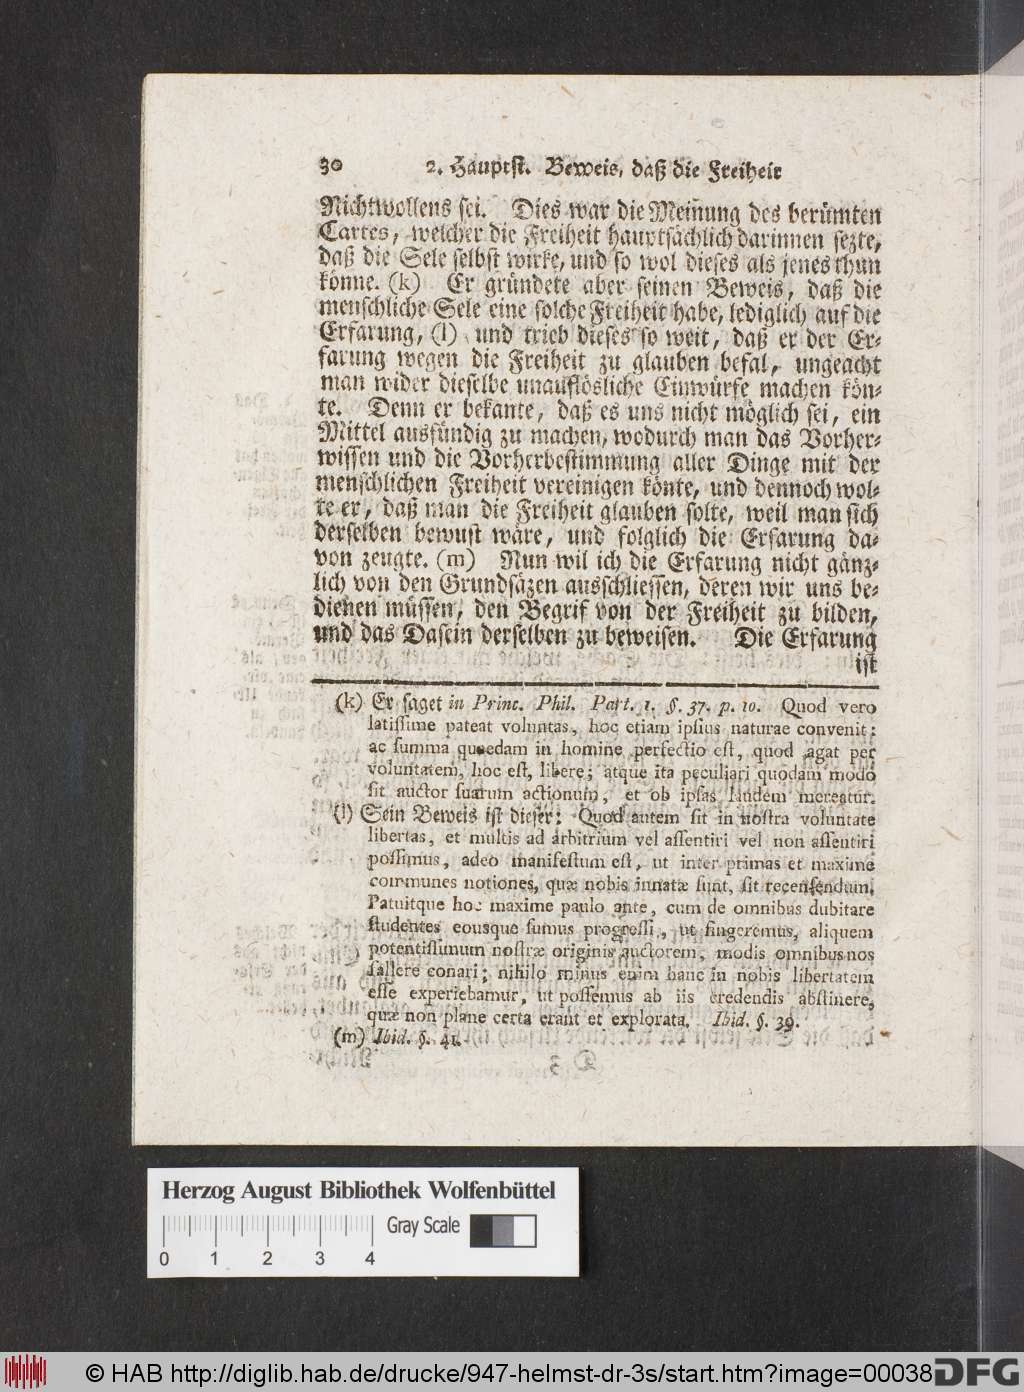 30 2. Hauptst. Beweis, daß die Freiheit
Nichtwollens sei. Dies war die Meinung des berümten
Cartes, welcher die Freiheit hauptsächlich darinnen sezte,
daß die Sele selbst wirke, und so wol dieses als jenes thun
könne. (k) Er gründete aber seinen Beweis, daß die
menschliche Sele eine solche Freiheit habe, lediglich auf die
Erfarung, (l) und trieb dieses so weit, daß er der Er-
farung wegen die Freiheit zu glauben befal, ungeacht
man wider dieselbe unauflösliche Einwürfe machen kön-
te. Denn er bekante, daß es uns nicht möglich sei, ein
Mittel ausfündig zu machen, wodurch man das Vorher-
wissen und die Vorherbestimmung aller Dinge mit der
menschlichen Freiheit vereinigen könte, und dennoch wol-
te er, daß man die Freiheit glauben solte, weil man sich
derselben bewust wäre, und folglich die Erfarung da-
von zeugte. (m) Nun wil ich die Erfarung nicht gänz-
lich von den Grundsäzen ausschliessen, deren wir uns be-
dienen müssen, den Begrif von der Freiheit zu bilden,
und das Dasein derselben zu beweisen. Die Erfarung
ist
(k) Er saget in Princ. Phil. Part. 1. §. 37. p. 10. Quod vero
latissime pateat voluntas, hoc etiam ipsius naturae convenit:
ac summa quaedam in homine perfectio est, quod agat per
voluntatem, hoc est, libere; atque ita peculiari quodam modo
sit auctor suarum actionum, et ob ipsas laudem mereatur.
(l) Sein Beweis ist dieser: Quod autem sit in nostra voluntate
libertas, et multis ad arbitrium vel assentiri vel non assentiri
possimus, adeo manifestum est, ut inter primas et maxime
communes notiones, quæ nobis innatæ sunt, sit recensendum.
Patuitque hoc maxime paulo ante, cum de omnibus dubitare
studentes eousque sumus progressi, ut fingeremus, aliquem
potentissimum nostræ originis auctorem, modis omnibus nos
fallere conari; nihilo minus enim hanc in nobis libertatem
esse experiebamur, ut possemus ab iis credendis abstinere,
quæ non plane certa erant et explorata. Ibid. §. 39.
(m) Ibid. §. 41.
Herzog August Bibliothek Wolfenbüttel
Gray Scale
0 1 2 3 4
© HAB http://diglib.hab.de/drucke/947-helmst-dr-3s/start.htm?image=00038
DFG